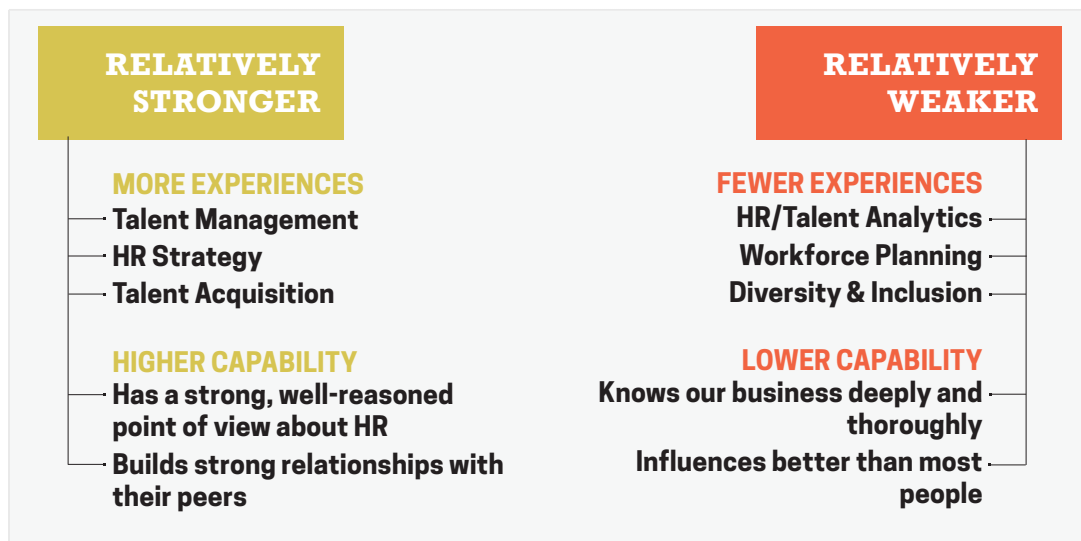 RELATIVELY
STRONGER
MORE EXPERIENCES
Talent Management
HR Strategy
Talent Acquisition
HIGHER CAPABILITY
Has a strong, well-reasoned
point of view about HR
Builds strong relationships with
their peers
RELATIVELY
WEAKER
FEWER EXPERIENCES
HR/Talent Analytics
Workforce Planning
Diversity & Inclusion
LOWER CAPABILITY
Knows our business deeply and
thoroughly
Influences better than most
people